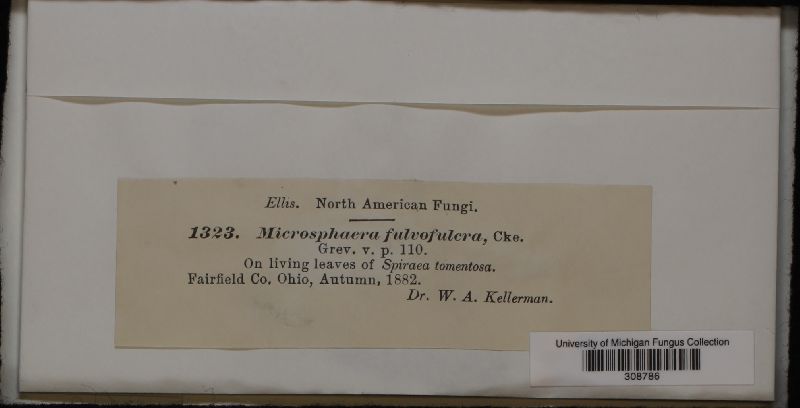 Ellis. North American Fungi.
1323. Microsphaera fulvofulcra, Cke.
Grev. v. p. 110.
On living leaves of Spiraea tomentosa.
Fairfield Co. Ohio, Autumn, 1882.
Dr. W. A. Kellerman.
University of Michigan Fungus Collection
308786